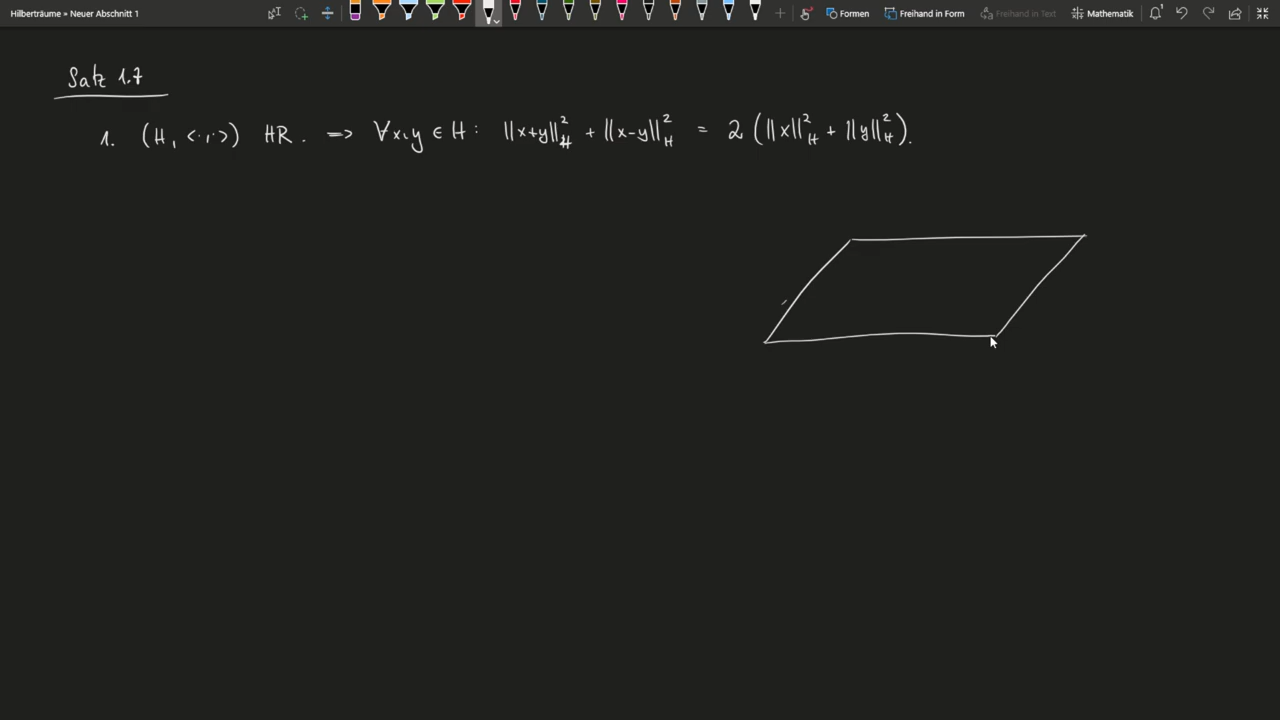 Hilberträume » Neuer Abschnitt 1
Formen Freihand in Form Freihand in Text Mathematik
Satz 1.7
1. (H, <·,·>) HR. => ∀x,y ∈ H: ||x+y||²_H + ||x-y||²_H = 2 (||x||²_H + ||y||²_H).